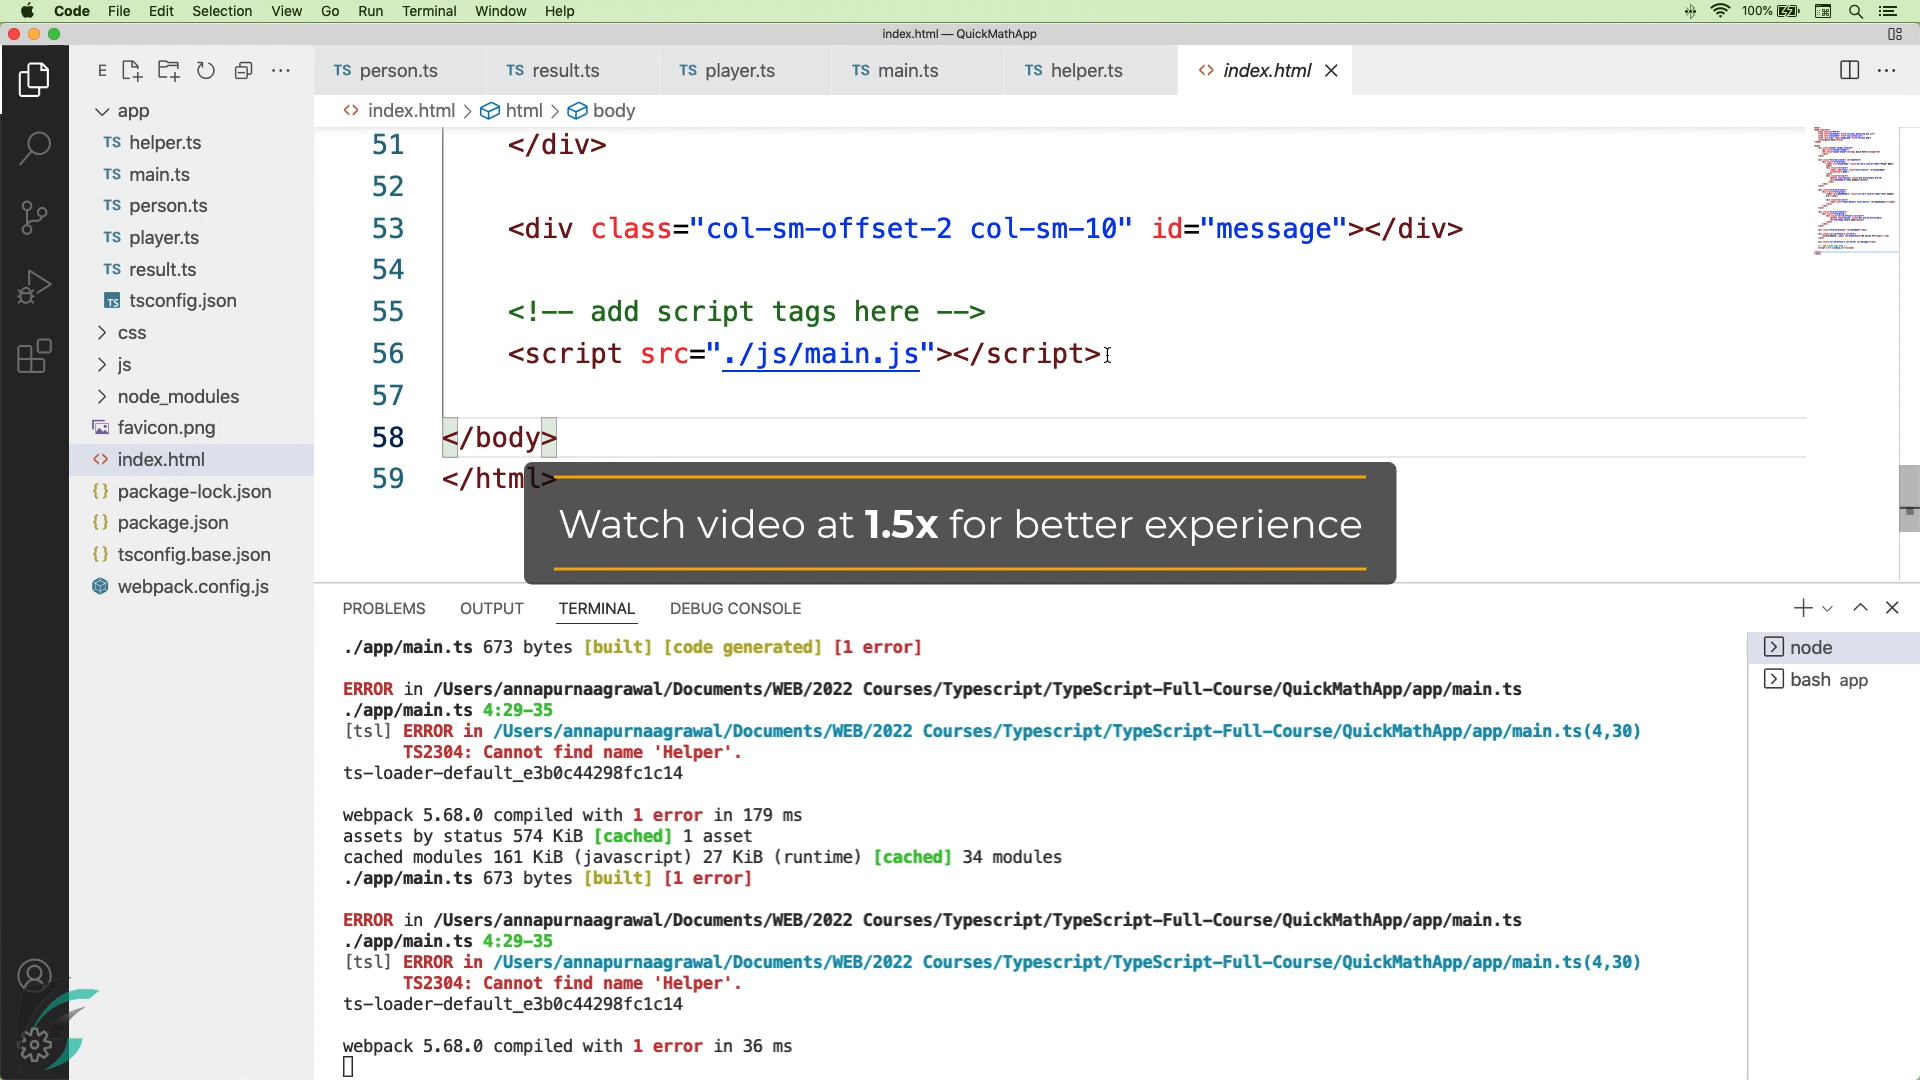 Code File Edit Selection View Go Run Terminal Window Help 100%
index.html — QuickMathApp
E ···
TS person.ts TS result.ts TS player.ts TS main.ts TS helper.ts <> index.html ···
<> index.html > html > body
app
TS helper.ts
TS main.ts
TS person.ts
TS player.ts
TS result.ts
TS tsconfig.json
css
js
node_modules
favicon.png
<> index.html
{} package-lock.json
{} package.json
{} tsconfig.base.json
webpack.config.js
51 </div>
52
53 <div class="col-sm-offset-2 col-sm-10" id="message"></div>
54
55 <!-- add script tags here -->
56 <script src="./js/main.js"></script>
57
58 </body>
59 </html>
Watch video at 1.5x for better experience
PROBLEMS OUTPUT TERMINAL DEBUG CONSOLE
./app/main.ts 673 bytes [built] [code generated] [1 error]
ERROR in /Users/annapurnaagrawal/Documents/WEB/2022 Courses/Typescript/TypeScript-Full-Course/QuickMathApp/app/main.ts
./app/main.ts 4:29-35
[tsl] ERROR in /Users/annapurnaagrawal/Documents/WEB/2022 Courses/Typescript/TypeScript-Full-Course/QuickMathApp/app/main.ts(4,30)
TS2304: Cannot find name 'Helper'.
ts-loader-default_e3b0c44298fc1c14
webpack 5.68.0 compiled with 1 error in 179 ms
assets by status 574 KiB [cached] 1 asset
cached modules 161 KiB (javascript) 27 KiB (runtime) [cached] 34 modules
./app/main.ts 673 bytes [built] [1 error]
ERROR in /Users/annapurnaagrawal/Documents/WEB/2022 Courses/Typescript/TypeScript-Full-Course/QuickMathApp/app/main.ts
./app/main.ts 4:29-35
[tsl] ERROR in /Users/annapurnaagrawal/Documents/WEB/2022 Courses/Typescript/TypeScript-Full-Course/QuickMathApp/app/main.ts(4,30)
TS2304: Cannot find name 'Helper'.
ts-loader-default_e3b0c44298fc1c14
webpack 5.68.0 compiled with 1 error in 36 ms
node
bash app